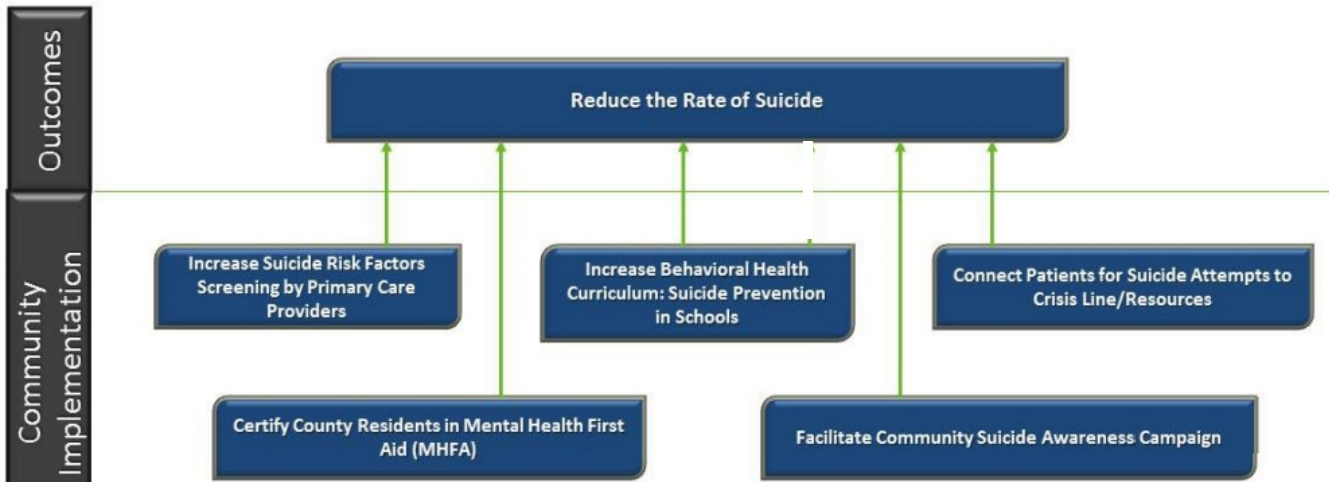 Outcomes
Reduce the Rate of Suicide
Community
Implementation
Increase Suicide Risk Factors
Screening by Primary Care
Providers
Increase Behavioral Health
Curriculum: Suicide Prevention
in Schools
Connect Patients for Suicide Attempts to
Crisis Line/Resources
Certify County Residents in Mental Health First
Aid (MHFA)
Facilitate Community Suicide Awareness Campaign